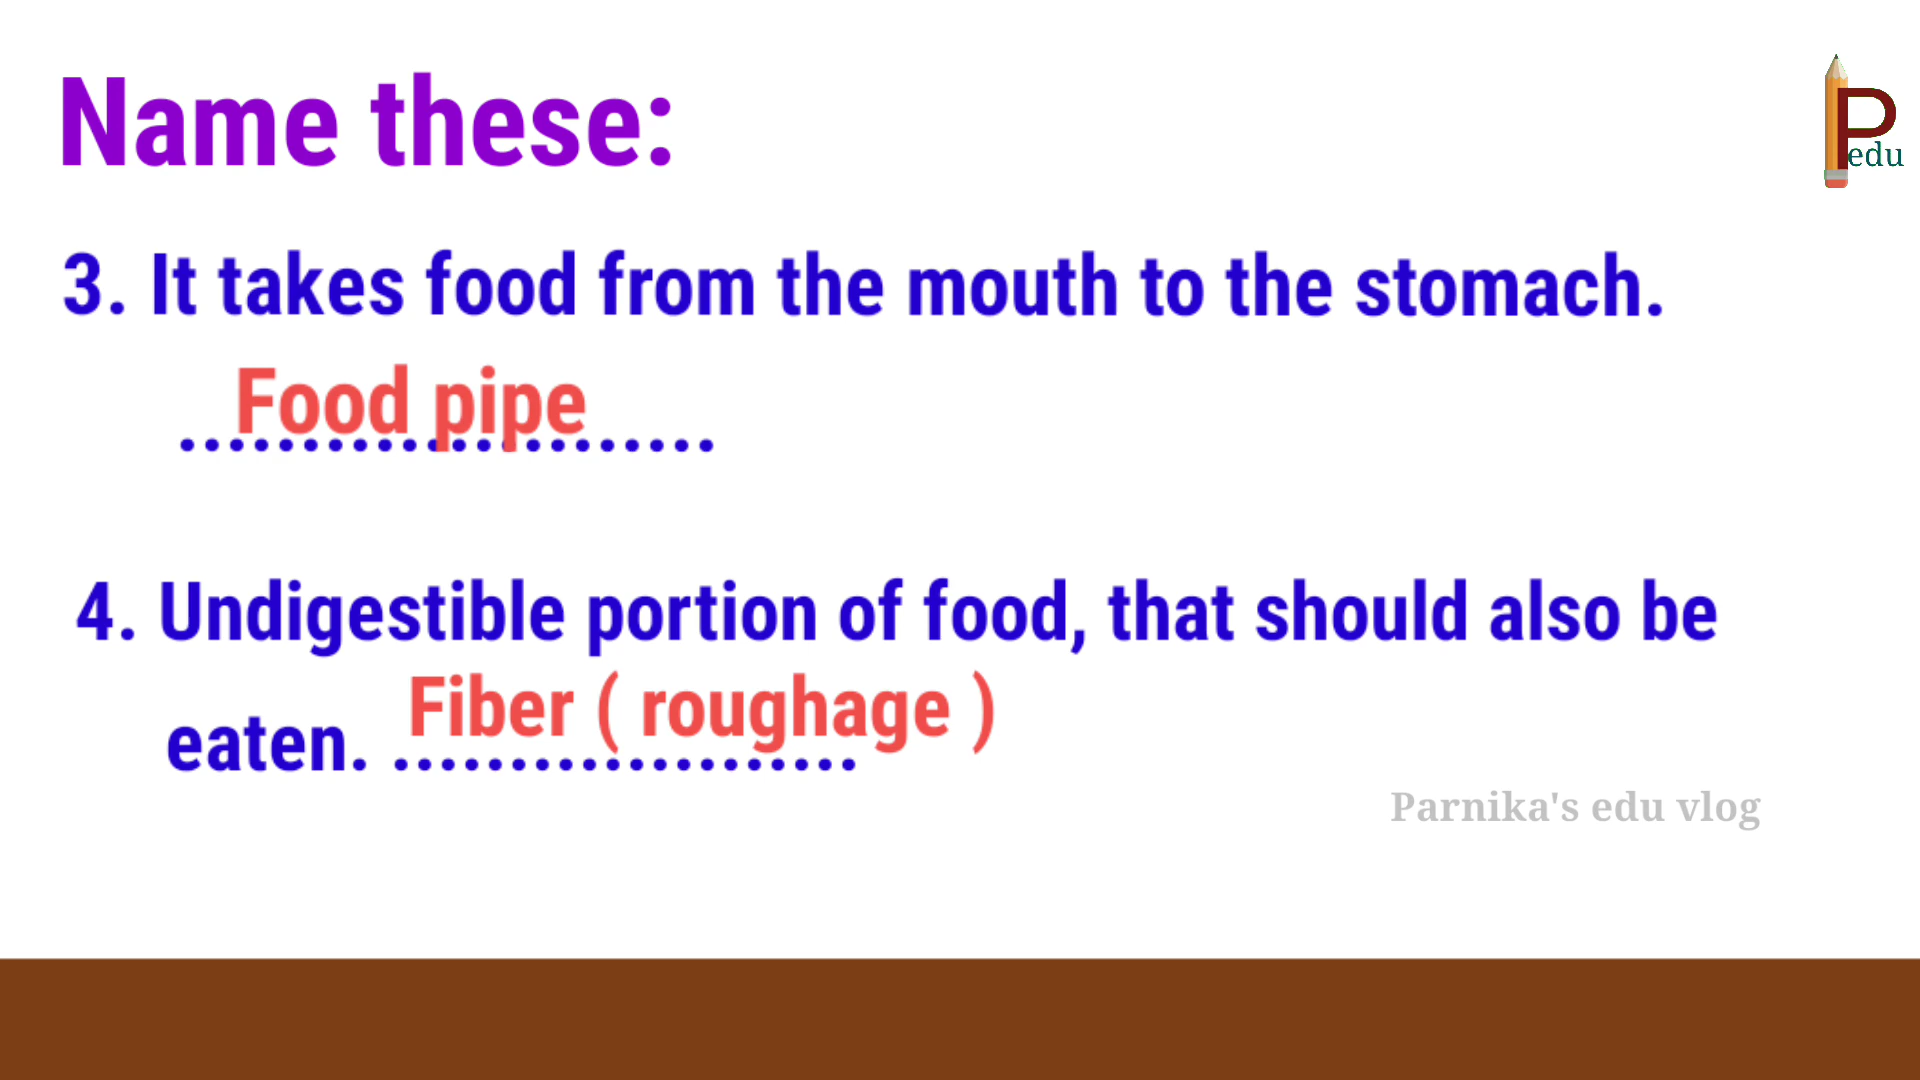 Name these:
P
edu
3. It takes food from the mouth to the stomach.
Food pipe
......................
4. Undigestible portion of food, that should also be
Fiber ( roughage )
eaten. ....................
Parnika's edu vlog